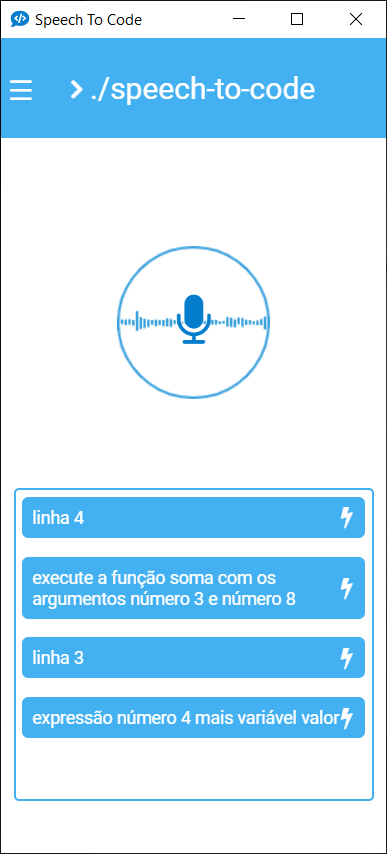 Speech To Code
./speech-to-code
linha 4
execute a função soma com os
argumentos número 3 e número 8
linha 3
expressão número 4 mais variável valor